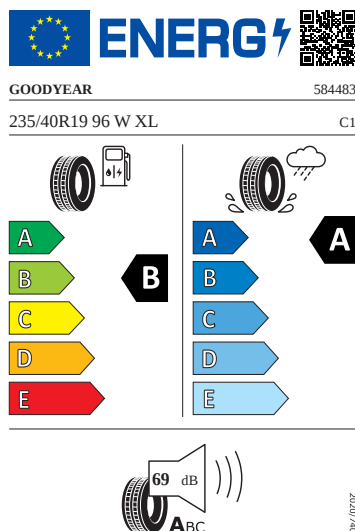 ENERG
GOODYEAR 584483
235/40R19 96 W XL C1
A
B
C
D
E
B
A
B
C
D
E
A
69 dB
ABC